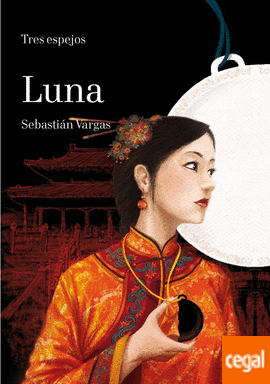 Tres espejos
Luna
Sebastián Vargas
cegal